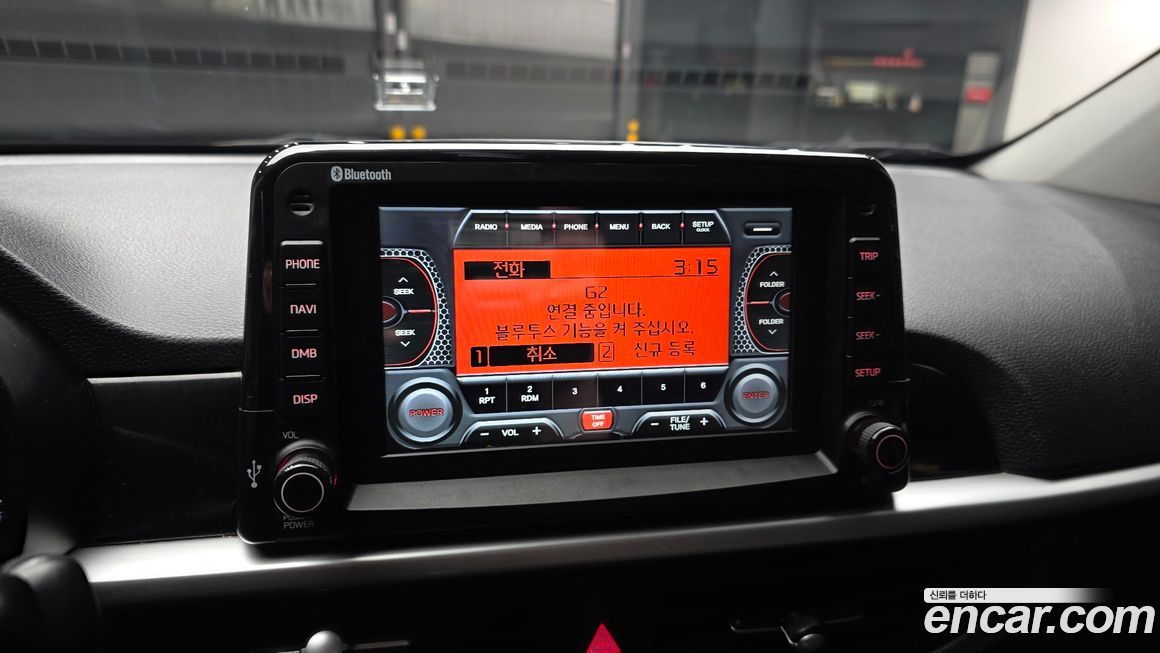 Bluetooth
PHONE
NAVI
DMB
DISP
VOL
POWER
RADIO MEDIA PHONE MENU BACK SETUP
CLOCK
SEEK
SEEK
전화 3:15
G2
연결 중입니다.
블루투스 기능을 켜 주십시오.
1 취소 2 신규 등록
FOLDER
FOLDER
POWER
1 RPT
2 RDM
3
4
5
6
ENTER
− VOL +
TIME OFF
− FILE/TUNE +
TRIP
SEEK
SEEK
SETUP
TUNE
신뢰를 더하다
encar.com